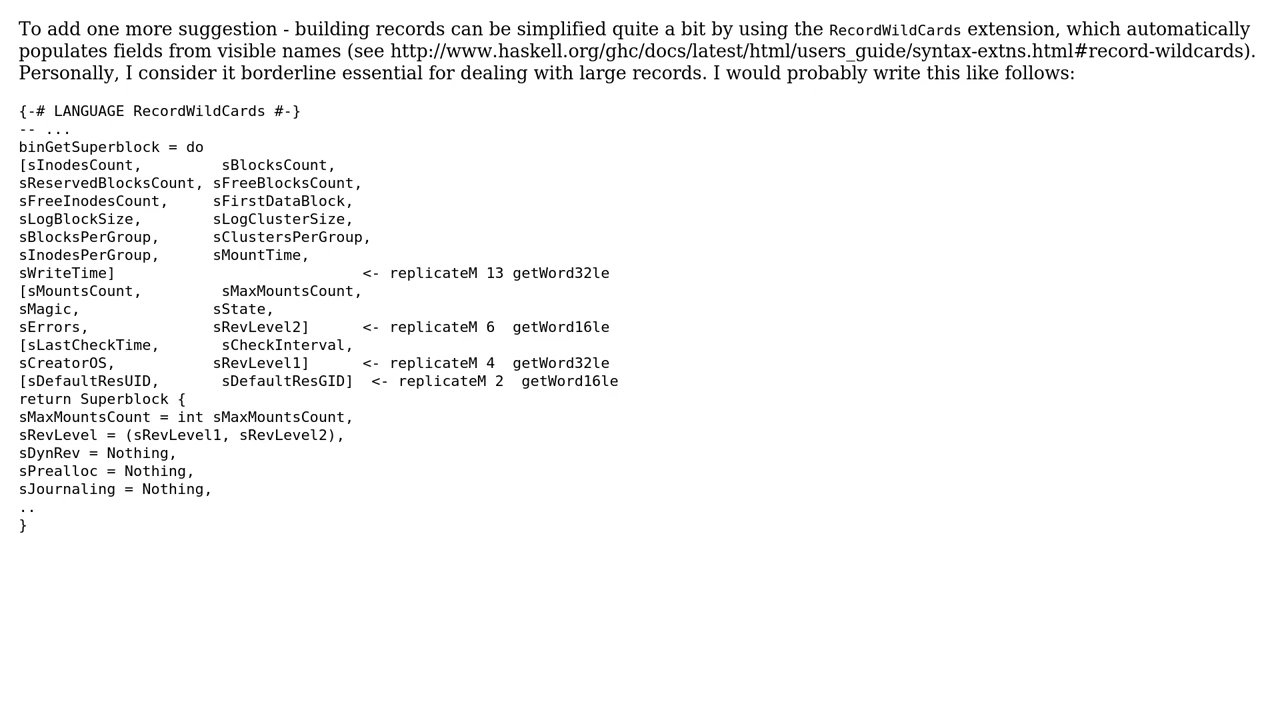 To add one more suggestion - building records can be simplified quite a bit by using the RecordWildCards extension, which automatically
populates fields from visible names (see http://www.haskell.org/ghc/docs/latest/html/users_guide/syntax-extns.html#record-wildcards).
Personally, I consider it borderline essential for dealing with large records. I would probably write this like follows:
{-# LANGUAGE RecordWildCards #-}
-- ...
binGetSuperblock = do
[sInodesCount,         sBlocksCount,
sReservedBlocksCount, sFreeBlocksCount,
sFreeInodesCount,     sFirstDataBlock,
sLogBlockSize,        sLogClusterSize,
sBlocksPerGroup,      sClustersPerGroup,
sInodesPerGroup,      sMountTime,
sWriteTime]                            <- replicateM 13 getWord32le
[sMountsCount,         sMaxMountsCount,
sMagic,               sState,
sErrors,              sRevLevel2]      <- replicateM 6  getWord16le
[sLastCheckTime,       sCheckInterval,
sCreatorOS,           sRevLevel1]      <- replicateM 4  getWord32le
[sDefaultResUID,       sDefaultResGID]  <- replicateM 2  getWord16le
return Superblock {
sMaxMountsCount = int sMaxMountsCount,
sRevLevel = (sRevLevel1, sRevLevel2),
sDynRev = Nothing,
sPrealloc = Nothing,
sJournaling = Nothing,
..
}